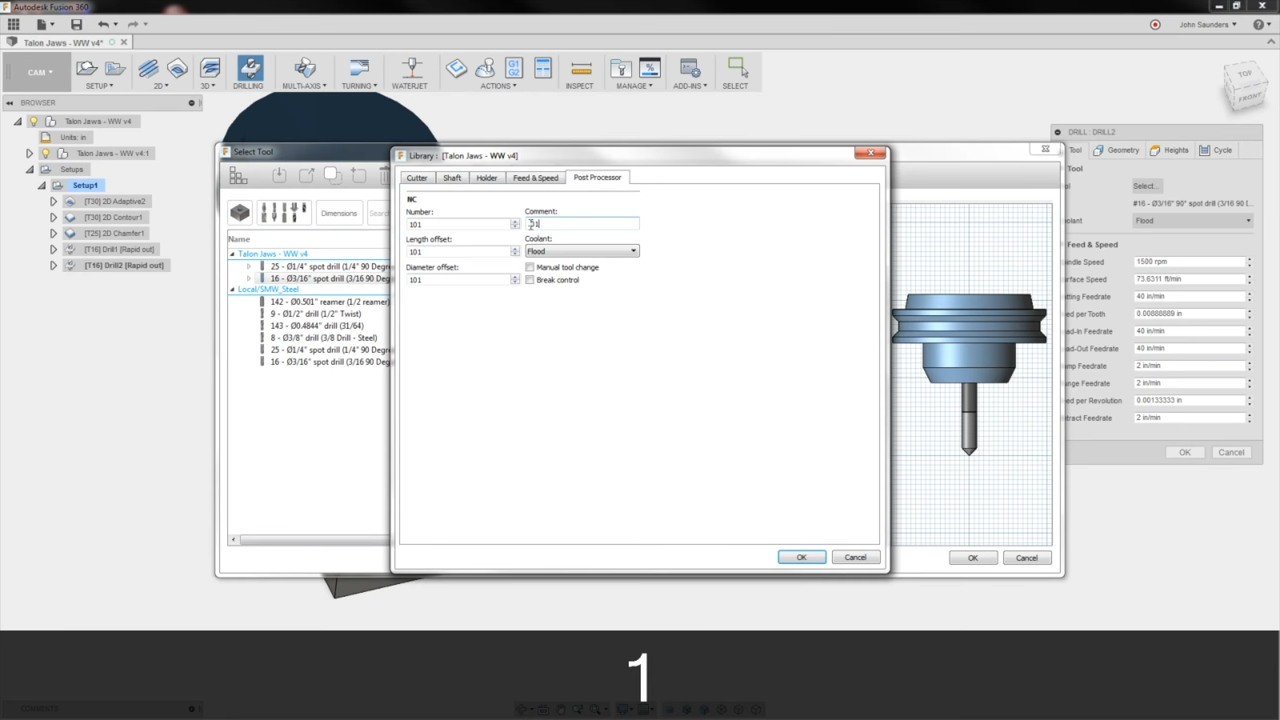 Autodesk Fusion 360
John Saunders
Talon Jaws - WW v4*
CAM
SETUP
2D
3D
DRILLING
MULTI-AXIS
TURNING
WATERJET
G1
G2
ACTIONS
INSPECT
MANAGE
ADD-INS
SELECT
TOP
FRONT
BROWSER
Talon Jaws - WW v4
Units: in
Talon Jaws - WW v4:1
Setups
Setup1
[T30] 2D Adaptive2
[T30] 2D Contour1
[T25] 2D Chamfer1
[T16] Drill1 [Rapid out]
[T16] Drill2 [Rapid out]
Select Tool
Dimensions
Name
Talon Jaws - WW v4
25 - Ø1/4" spot drill (1/4" 90 Degre
16 - Ø3/16" spot drill (3/16 90 Deg
Local/SMW_Steel
142 - Ø0.501" reamer (1/2 reamer)
9 - Ø1/2" drill (1/2" Twist)
143 - Ø0.4844" drill (31/64)
8 - Ø3/8" drill (3/8 Drill - Steel)
25 - Ø1/4" spot drill (1/4" 90 Degre
16 - Ø3/16" spot drill (3/16 90 Deg
OK
Cancel
Library : [Talon Jaws - WW v4]
Cutter
Shaft
Holder
Feed & Speed
Post Processor
NC
Number:
Comment:
101
Length offset:
Coolant:
101
Flood
Diameter offset:
Manual tool change
101
Break control
OK
Cancel
DRILL : DRILL2
Tool
Geometry
Heights
Cycle
Tool
Select...
#16 - Ø3/16" 90° spot drill (3/16
Flood
Feed & Speed
1500 rpm
73.6311 ft/min
40 in/min
0.00888889 in
40 in/min
40 in/min
2 in/min
2 in/min
0.00133333 in
2 in/min
OK
Cancel
1
COMMENTS